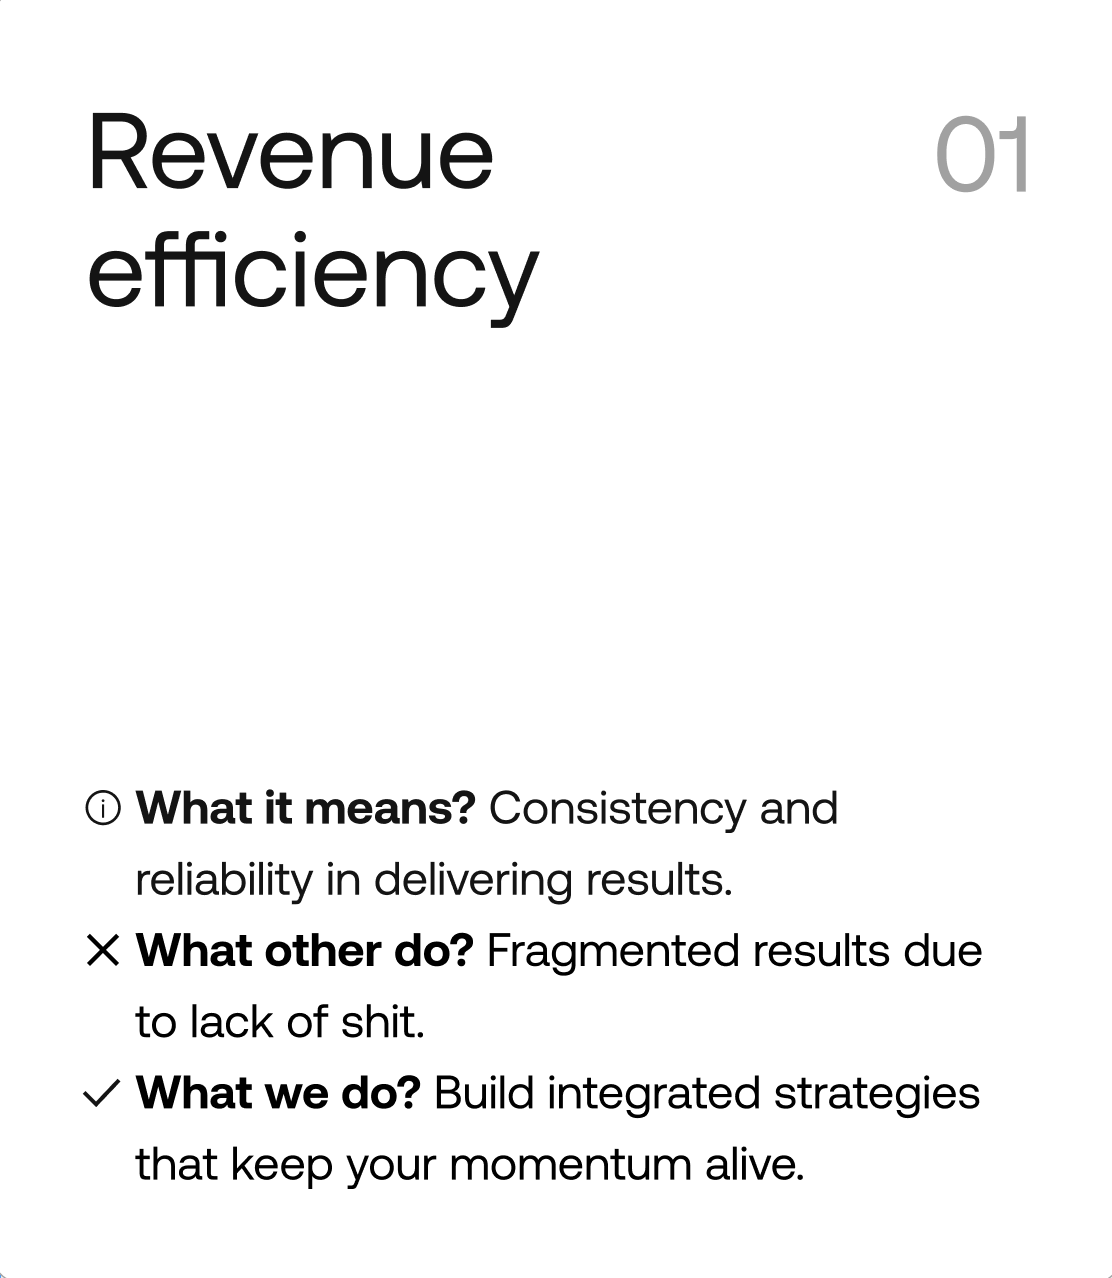 Revenue
efficiency
01
What it means? Consistency and
reliability in delivering results.
What other do? Fragmented results due
to lack of shit.
What we do? Build integrated strategies
that keep your momentum alive.